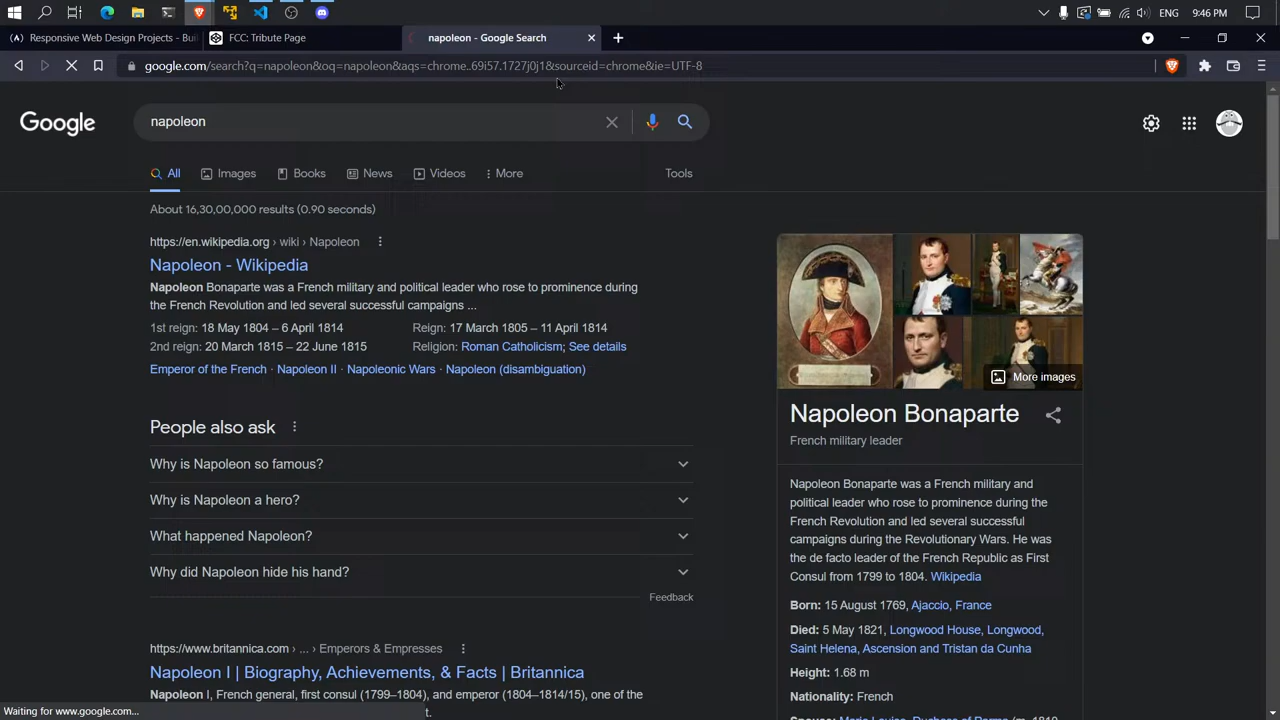 ENG 9:46 PM
Responsive Web Design Projects - Buil
FCC: Tribute Page
napoleon - Google Search
google.com/search?q=napoleon&oq=napoleon&aqs=chrome..69i57.1727j0j1&sourceid=chrome&ie=UTF-8
Google
napoleon
All
Images
Books
News
Videos
More
Tools
About 16,30,00,000 results (0.90 seconds)
https://en.wikipedia.org › wiki › Napoleon
Napoleon - Wikipedia
Napoleon Bonaparte was a French military and political leader who rose to prominence during
the French Revolution and led several successful campaigns ...
1st reign: 18 May 1804 – 6 April 1814
Reign: 17 March 1805 – 11 April 1814
2nd reign: 20 March 1815 – 22 June 1815
Religion: Roman Catholicism; See details
Emperor of the French · Napoleon II · Napoleonic Wars · Napoleon (disambiguation)
People also ask
Why is Napoleon so famous?
Why is Napoleon a hero?
What happened Napoleon?
Why did Napoleon hide his hand?
Feedback
https://www.britannica.com › ... › Emperors & Empresses
Napoleon I | Biography, Achievements, & Facts | Britannica
Napoleon I, French general, first consul (1799–1804), and emperor (1804–1814/15), one of the
t.
More images
Napoleon Bonaparte
French military leader
Napoleon Bonaparte was a French military and
political leader who rose to prominence during the
French Revolution and led several successful
campaigns during the Revolutionary Wars. He was
the de facto leader of the French Republic as First
Consul from 1799 to 1804. Wikipedia
Born: 15 August 1769, Ajaccio, France
Died: 5 May 1821, Longwood House, Longwood,
Saint Helena, Ascension and Tristan da Cunha
Height: 1.68 m
Nationality: French
Spouse: Marie Louise, Duchess of Parma (m. 1810
Waiting for www.google.com...